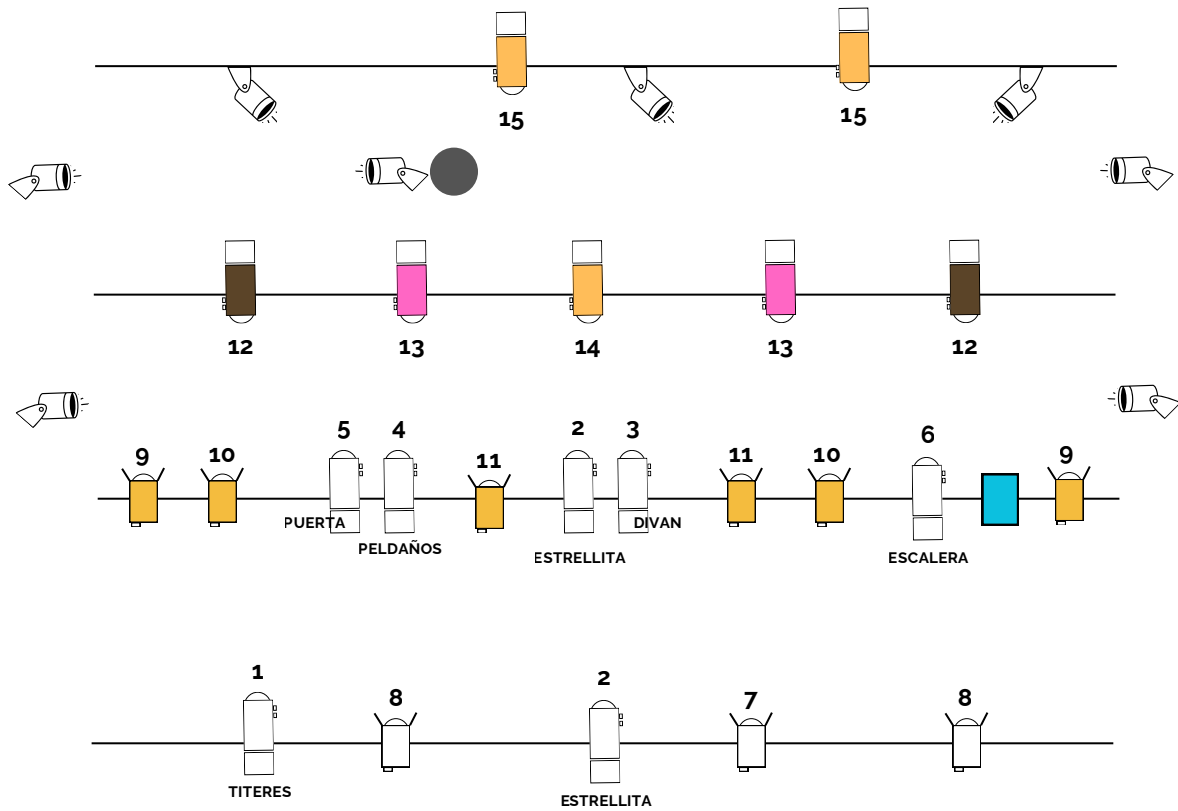 15 15
12 13 14 13 12
5 4 2 3 6
9 10 11 11 10 9
PUERTA DIVAN
PELDAÑOS
ESTRELLITA ESCALERA
1 8 2 7 8
TITERES
ESTRELLITA